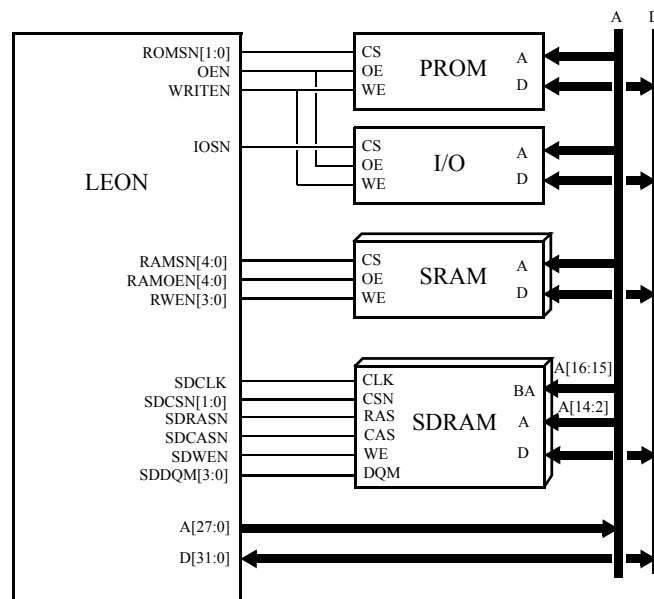 A D
ROMSN[1:0] CS
OEN OE PROM A
WRITEN WE D
IOSN CS A
OE I/O
WE D
LEON
RAMSN[4:0] CS A
RAMOEN[4:0] OE SRAM
RWEN[3:0] WE D
A[16:15]
SDCLK CLK BA
SDCSN[1:0] CSN A[14:2]
SDRASN RAS SDRAM A
SDCASN CAS
SDWEN WE D
SDDQM[3:0] DQM
A[27:0]
D[31:0]